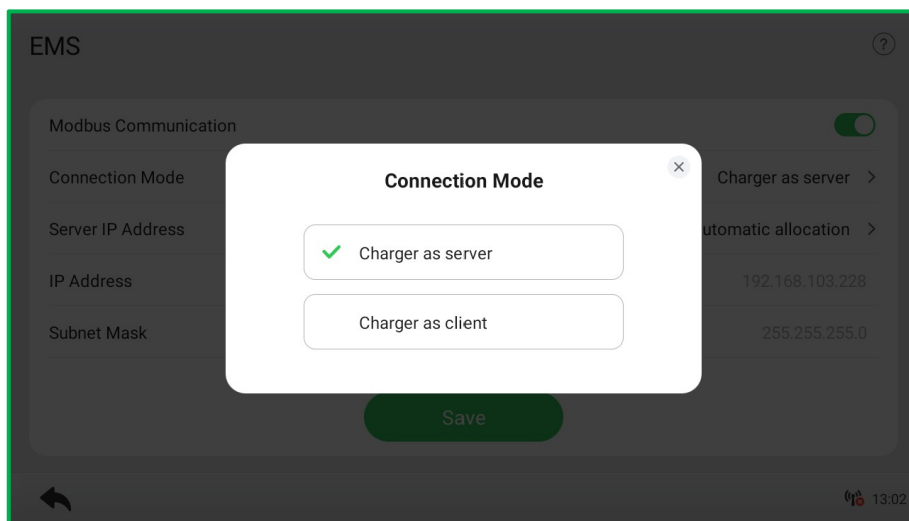 EMS
?
Modbus Communication
Connection Mode
Charger as server >
Server IP Address
utomatic allocation >
IP Address
192.168.103.228
Subnet Mask
255.255.255.0
Connection Mode
Charger as server
Charger as client
Save
13:02